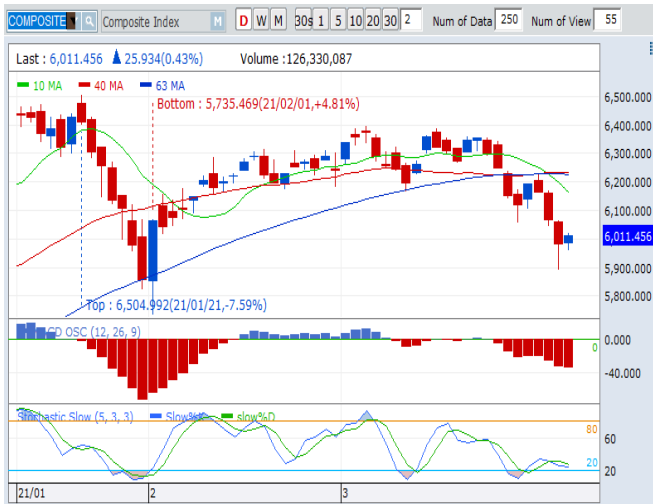 COMPOSITE Composite Index M D W M 30s 1 5 10 20 30 2 Num of Data 250 Num of View 55
Last : 6,011.456 ▲ 25.934(0.43%) Volume :126,330,087
10 MA 40 MA 63 MA
Bottom : 5,735.469(21/02/01,+4.81%)
6,500.000
6,400.000
6,300.000
6,200.000
6,100.000
6,011.456
5,900.000
5,800.000
Top : 6,504.992(21/01/21,-7.59%)
OSC (12, 26, 9)
0.000
0
-40.000
Stochastic Slow (5, 3, 3) Slow%K slow%D
80
60
20
20
21/01 2 3